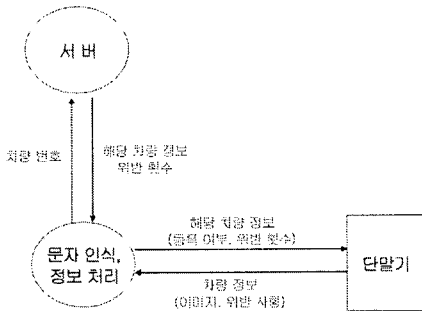 서 버
차량 번호
해당 차량 정보
위반 횟수
해당 차량 정보
(등록 여부, 위반 횟수)
문자 인식,
정보 처리
단말기
차량 정보
(이미지, 위반 사항)